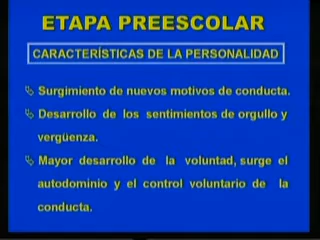 ETAPA PREESCOLAR
CARACTERÍSTICAS DE LA PERSONALIDAD
Surgimiento de nuevos motivos de conducta.
Desarrollo de los sentimientos de orgullo y
vergüenza.
Mayor desarrollo de la voluntad, surge el
autodominio y el control voluntario de la
conducta.